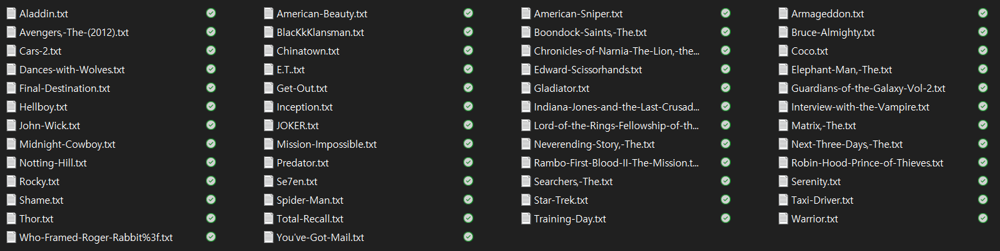 Aladdin.txt
American-Beauty.txt
American-Sniper.txt
Armageddon.txt
Avengers,-The-(2012).txt
BlacKkKlansman.txt
Boondock-Saints,-The.txt
Bruce-Almighty.txt
Cars-2.txt
Chinatown.txt
Chronicles-of-Narnia-The-Lion,-the...
Coco.txt
Dances-with-Wolves.txt
E.T..txt
Edward-Scissorhands.txt
Elephant-Man,-The.txt
Final-Destination.txt
Get-Out.txt
Gladiator.txt
Guardians-of-the-Galaxy-Vol-2.txt
Hellboy.txt
Inception.txt
Indiana-Jones-and-the-Last-Crusad...
Interview-with-the-Vampire.txt
John-Wick.txt
JOKER.txt
Lord-of-the-Rings-Fellowship-of-th...
Matrix,-The.txt
Midnight-Cowboy.txt
Mission-Impossible.txt
Neverending-Story,-The.txt
Next-Three-Days,-The.txt
Notting-Hill.txt
Predator.txt
Rambo-First-Blood-II-The-Mission.t...
Robin-Hood-Prince-of-Thieves.txt
Rocky.txt
Se7en.txt
Searchers,-The.txt
Serenity.txt
Shame.txt
Spider-Man.txt
Star-Trek.txt
Taxi-Driver.txt
Thor.txt
Total-Recall.txt
Training-Day.txt
Warrior.txt
Who-Framed-Roger-Rabbit%3f.txt
You've-Got-Mail.txt